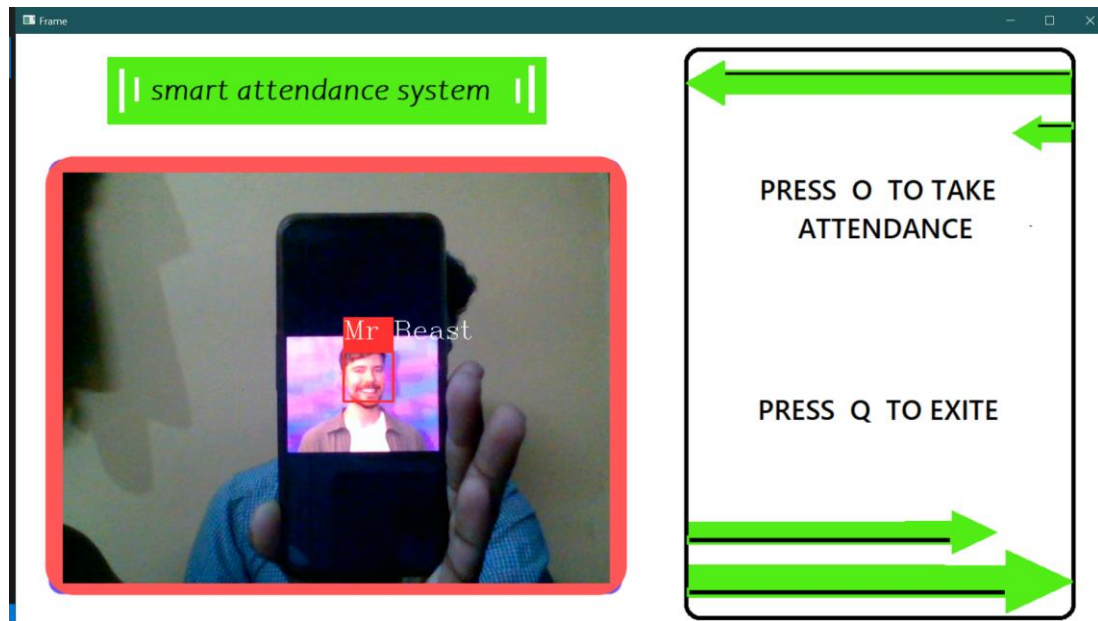 Frame
smart attendance system
Mr Beast
PRESS O TO TAKE
ATTENDANCE
PRESS Q TO EXITE